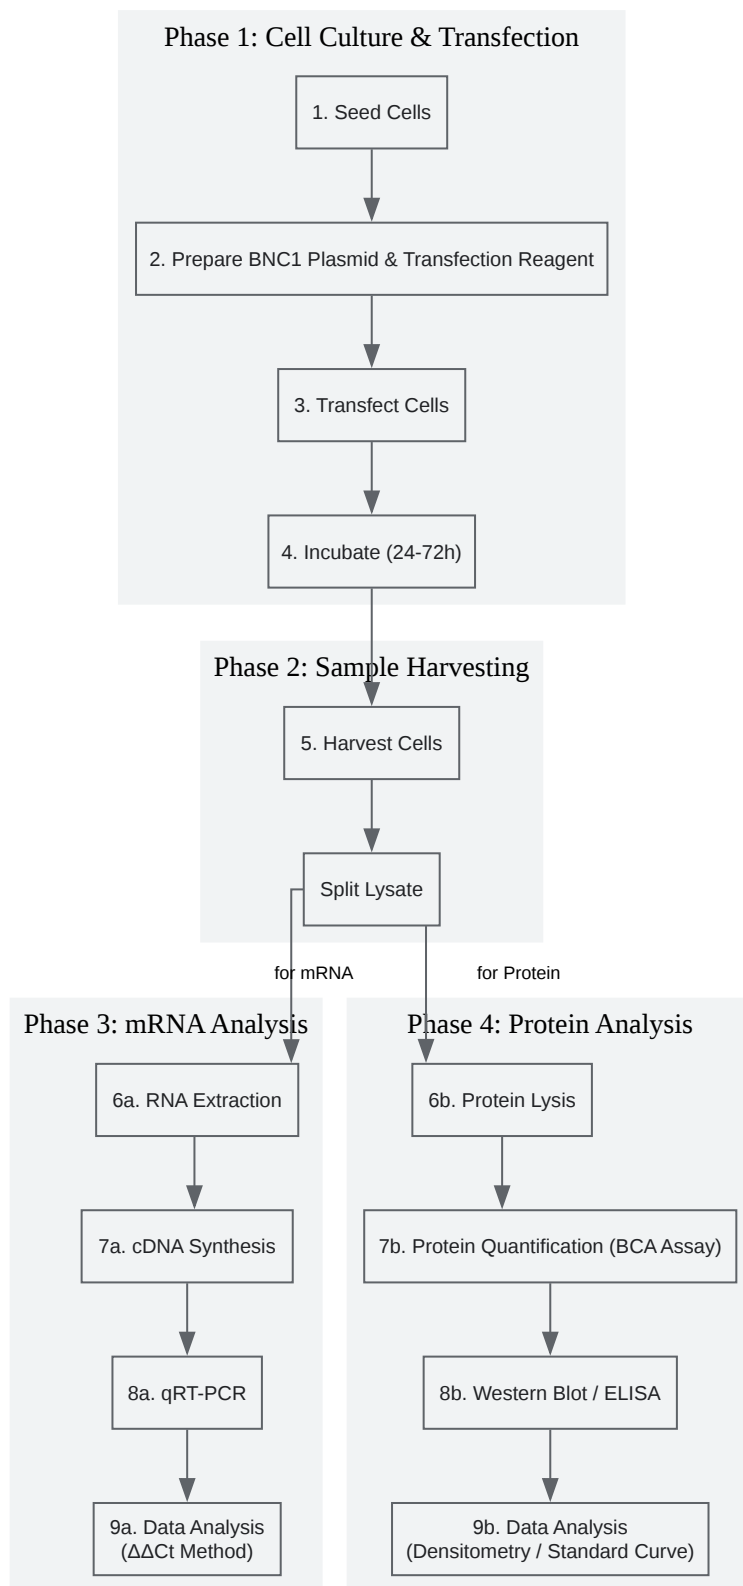 Phase 1: Cell Culture & Transfection
1. Seed Cells
2. Prepare BNC1 Plasmid & Transfection Reagent
3. Transfect Cells
4. Incubate (24-72h)
Phase 2: Sample Harvesting
5. Harvest Cells
Split Lysate
for mRNA
for Protein
Phase 3: mRNA Analysis
6a. RNA Extraction
7a. cDNA Synthesis
8a. qRT-PCR
9a. Data Analysis
(ΔΔCt Method)
Phase 4: Protein Analysis
6b. Protein Lysis
7b. Protein Quantification (BCA Assay)
8b. Western Blot / ELISA
9b. Data Analysis
(Densitometry / Standard Curve)